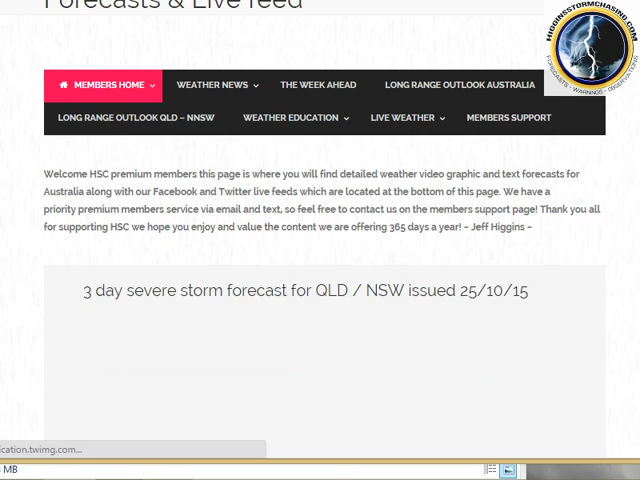 Forecasts & Live feed
HIGGINSSTORMCHASING.COM
FORECASTS - WARNINGS - OBSERVATIONS
MEMBERS HOME
WEATHER NEWS
THE WEEK AHEAD
LONG RANGE OUTLOOK AUSTRALIA
LONG RANGE OUTLOOK QLD – NNSW
WEATHER EDUCATION
LIVE WEATHER
MEMBERS SUPPORT
Welcome HSC premium members this page is where you will find detailed weather video graphic and text forecasts for
Australia along with our Facebook and Twitter live feeds which are located at the bottom of this page. We have a
priority premium members service via email and text, so feel free to contact us on the members support page! Thank you all
for supporting HSC we hope you enjoy and value the content we are offering 365 days a year! ~ Jeff Higgins ~
3 day severe storm forecast for QLD / NSW issued 25/10/15
ication.twimg.com...
MB